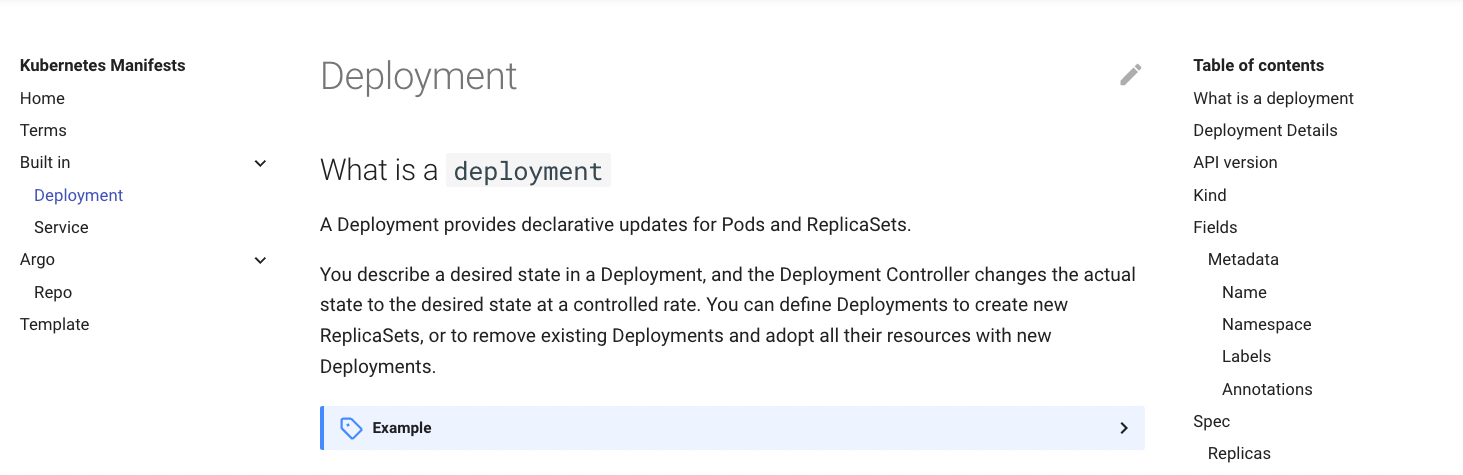 Kubernetes Manifests
Home
Terms
Built in
Deployment
Service
Argo
Repo
Template
Deployment
What is a deployment
A Deployment provides declarative updates for Pods and ReplicaSets.
You describe a desired state in a Deployment, and the Deployment Controller changes the actual
state to the desired state at a controlled rate. You can define Deployments to create new
ReplicaSets, or to remove existing Deployments and adopt all their resources with new
Deployments.
Example
Table of contents
What is a deployment
Deployment Details
API version
Kind
Fields
Metadata
Name
Namespace
Labels
Annotations
Spec
Replicas